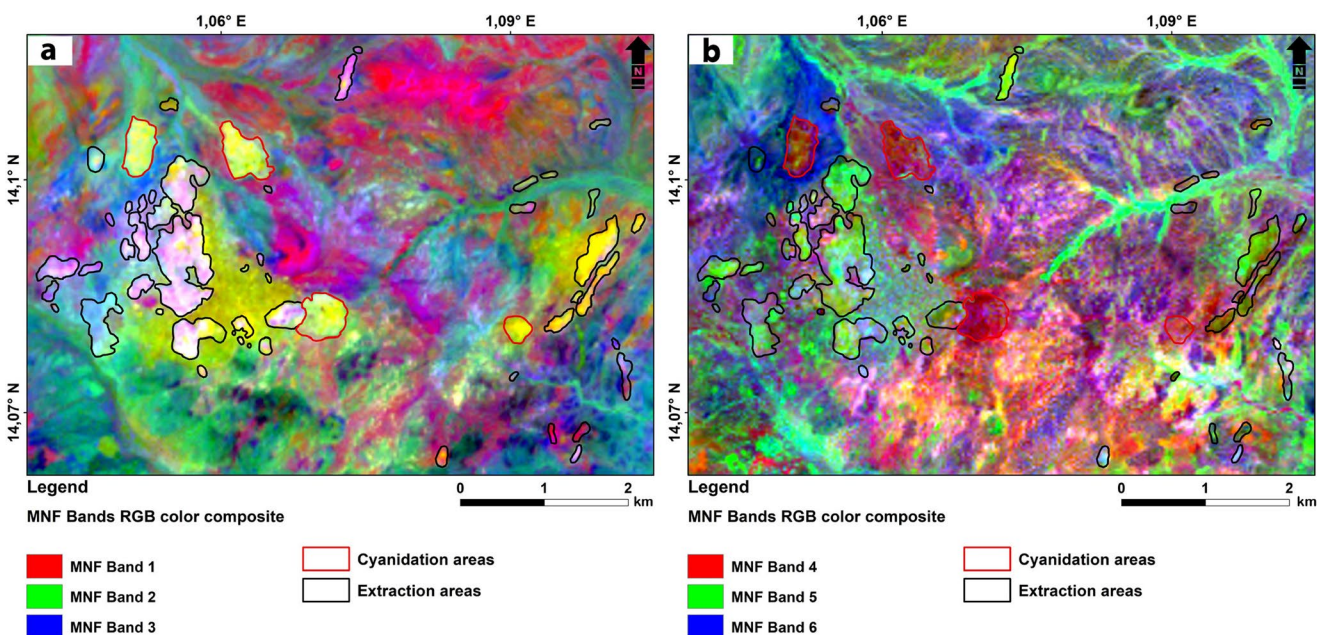 1,06° E
1,09° E
a
N
14,1° N
14,07° N
Legend
MNF Bands RGB color composite
0 1 2
km
MNF Band 1
MNF Band 2
MNF Band 3
Cyanidation areas
Extraction areas
1,06° E
1,09° E
b
N
14,1° N
14,07° N
Legend
MNF Bands RGB color composite
0 1 2
km
MNF Band 4
MNF Band 5
MNF Band 6
Cyanidation areas
Extraction areas